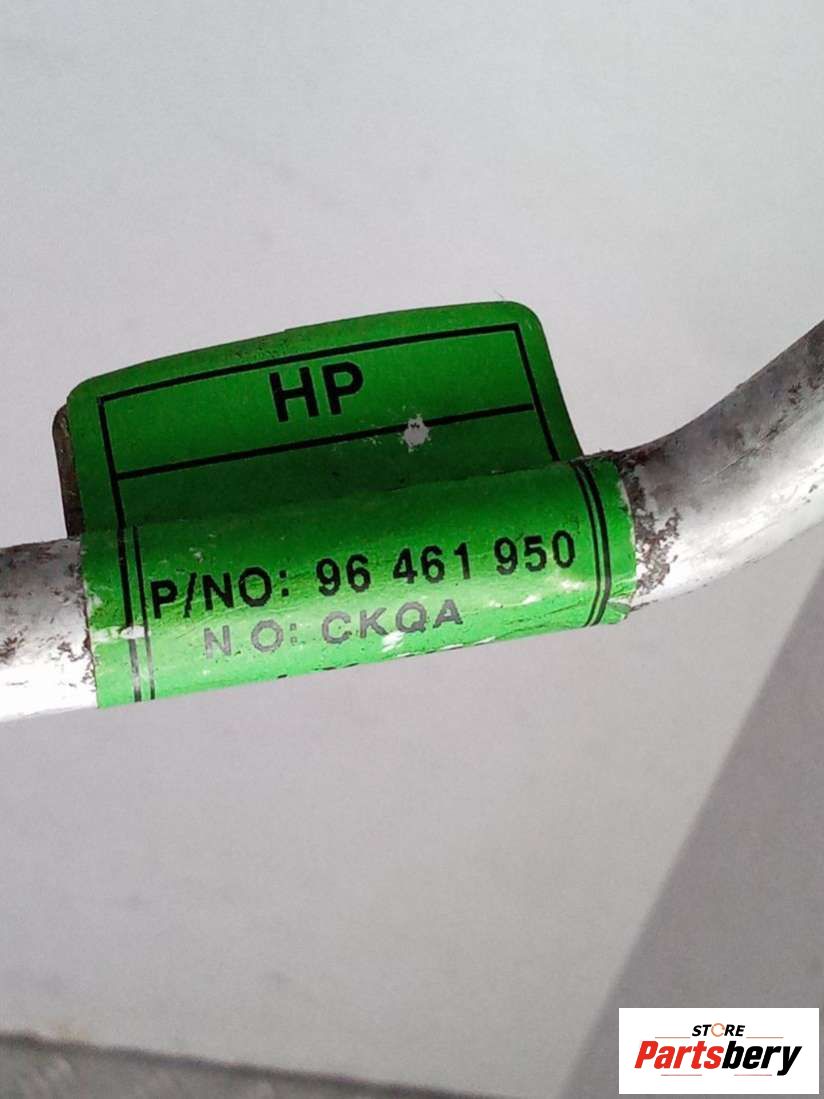 HP
P/NO: 96 461 950
N.O: CKQA
STORE
Partsbery